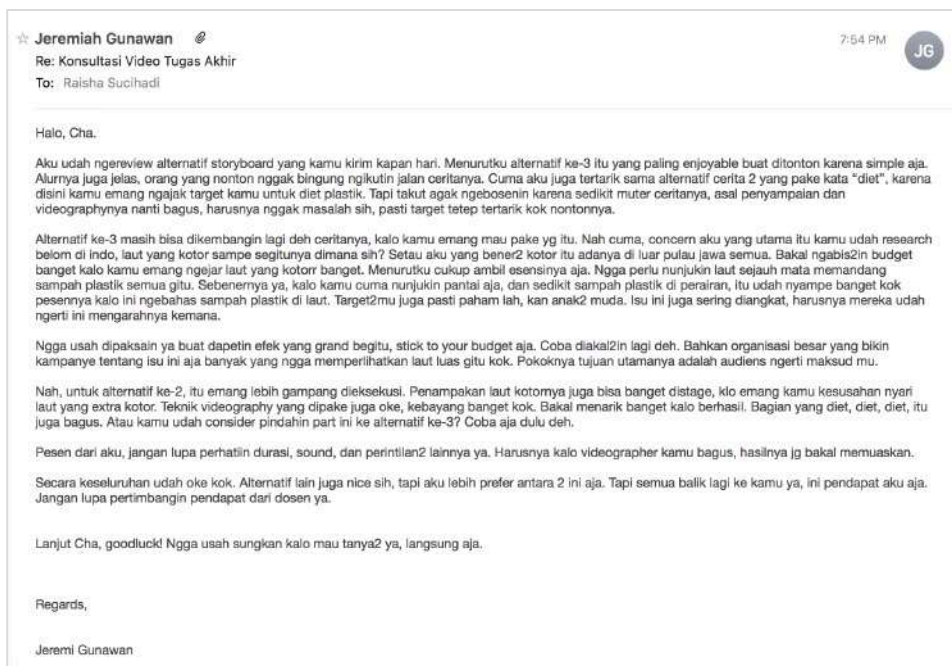 Jeremiah Gunawan
7:54 PM
JG
Re: Konsultasi Video Tugas Akhir
To: Raisha Sucihadi
Halo, Cha.
Aku udah ngereview alternatif storyboard yang kamu kirim kapan hari. Menurutku alternatif ke-3 itu yang paling enjoyable buat ditonton karena simple aja.
Alurnya juga jelas, orang yang nonton nggak bingung ngikutin jalan ceritanya. Cuma aku juga tertarik sama alternatif cerita 2 yang pake kata “diet”, karena
disini kamu emang ngajak target kamu untuk diet plastik. Tapi takut agak ngebosenin karena sedikit muter ceritanya, asal penyampaian dan
videographynya nanti bagus, harusnya nggak masalah sih, pasti target tetep tertarik kok nontonnya.
Alternatif ke-3 masih bisa dikembangin lagi deh ceritanya, kalo kamu emang mau pake yg itu. Nah cuma, concern aku yang utama itu kamu udah research
belom di indo, laut yang kotor sampe segitunya dimana sih? Setau aku yang bener2 kotor itu adanya di luar pulau jawa semua. Bakal ngabis2in budget
banget kalo kamu emang ngejar laut yang kotorr banget. Menurutku cukup ambil esensinya aja. Ngga perlu nunjukin laut sejauh mata memandang
sampah plastik semua gitu. Sebenernya ya, kalo kamu cuma nunjukin pantai aja, dan sedikit sampah plastik di perairan, itu udah nyampe banget kok
pesennya kalo ini ngebahas sampah plastik di laut. Target2mu juga pasti paham lah, kan anak2 muda. Isu ini juga sering diangkat, harusnya mereka udah
ngerti ini mengarahnya kemana.
Ngga usah dipaksain ya buat dapetin efek yang grand begitu, stick to your budget aja. Coba diakal2in lagi deh. Bahkan organisasi besar yang bikin
kampanye tentang isu ini aja banyak yang ngga memperlihatkan laut luas gitu kok. Pokoknya tujuan utamanya adalah audiens ngerti maksud mu.
Nah, untuk alternatif ke-2, itu emang lebih gampang dieksekusi. Penampakan laut kotornya juga bisa banget distage, klo emang kamu kesusahan nyari
laut yang extra kotor. Teknik videography yang dipake juga oke, kebayang banget kok. Bakal menarik banget kalo berhasil. Bagian yang diet, diet, diet, itu
juga bagus. Atau kamu udah consider pindahin part ini ke alternatif ke-3? Coba aja dulu deh.
Pesen dari aku, jangan lupa perhatiin durasi, sound, dan perintilan2 lainnya ya. Harusnya kalo videographer kamu bagus, hasilnya jg bakal memuaskan.
Secara keseluruhan udah oke kok. Alternatif lain juga nice sih, tapi aku lebih prefer antara 2 ini aja. Tapi semua balik lagi ke kamu ya, ini pendapat aku aja.
Jangan lupa pertimbangin pendapat dari dosen ya.
Lanjut Cha, goodluck! Ngga usah sungkan kalo mau tanya2 ya, langsung aja.
Regards,
Jeremi Gunawan